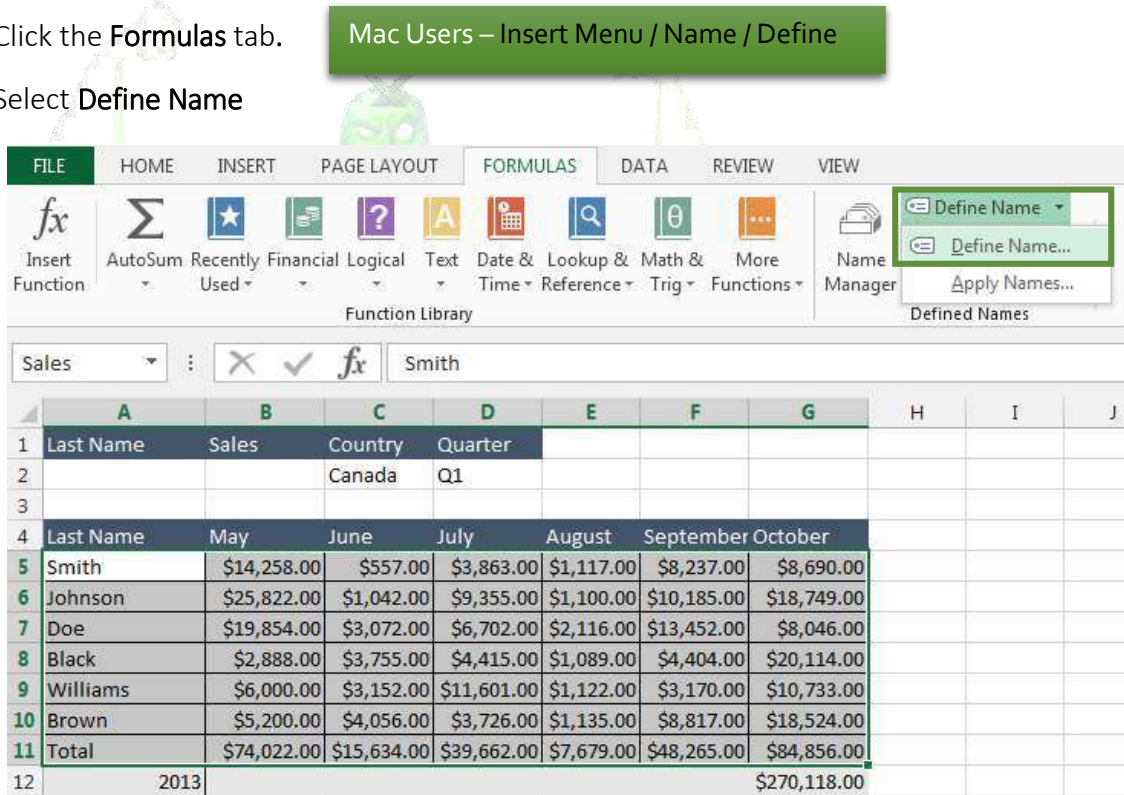 Click the Formulas tab.
Mac Users – Insert Menu / Name / Define
Select Define Name
FILE HOME INSERT PAGE LAYOUT FORMULAS DATA REVIEW VIEW
fx Σ ? A θ Define Name
Insert AutoSum Recently Financial Logical Text Date & Lookup & Math & More Name Define Name...
Function Used Time Reference Trig Functions Manager Apply Names...
Function Library Defined Names
Sales fx Smith
A B C D E F G H I J
1 Last Name Sales Country Quarter
2 Canada Q1
3
4 Last Name May June July August September October
5 Smith $14,258.00 $557.00 $3,863.00 $1,117.00 $8,237.00 $8,690.00
6 Johnson $25,822.00 $1,042.00 $9,355.00 $1,100.00 $10,185.00 $18,749.00
7 Doe $19,854.00 $3,072.00 $6,702.00 $2,116.00 $13,452.00 $8,046.00
8 Black $2,888.00 $3,755.00 $4,415.00 $1,089.00 $4,404.00 $20,114.00
9 Williams $6,000.00 $3,152.00 $11,601.00 $1,122.00 $3,170.00 $10,733.00
10 Brown $5,200.00 $4,056.00 $3,726.00 $1,135.00 $8,817.00 $18,524.00
11 Total $74,022.00 $15,634.00 $39,662.00 $7,679.00 $48,265.00 $84,856.00
12 2013 $270,118.00